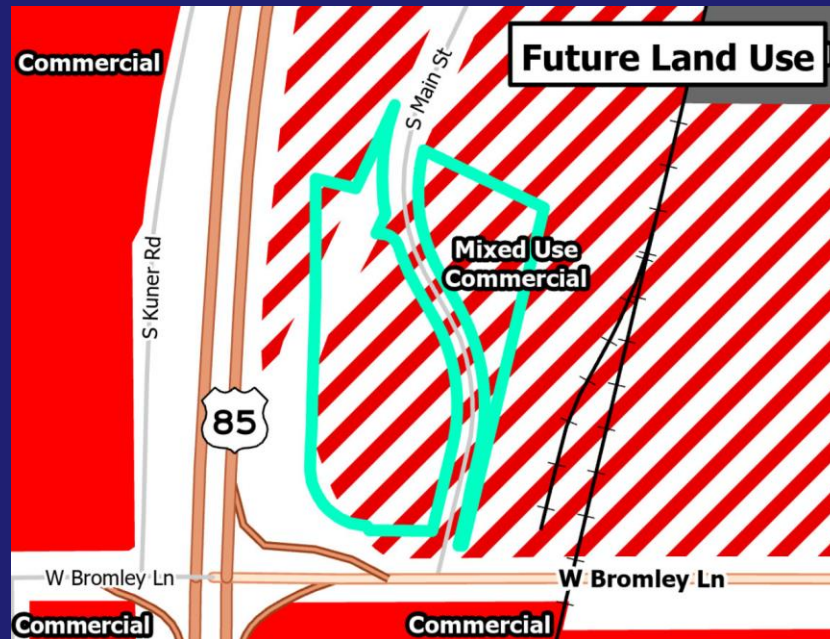 Commercial
S Main St
Future Land Use
S Kuner Rd
Mixed Use
Commercial
85
W Bromley Ln
W Bromley Ln
Commercial
Commercial